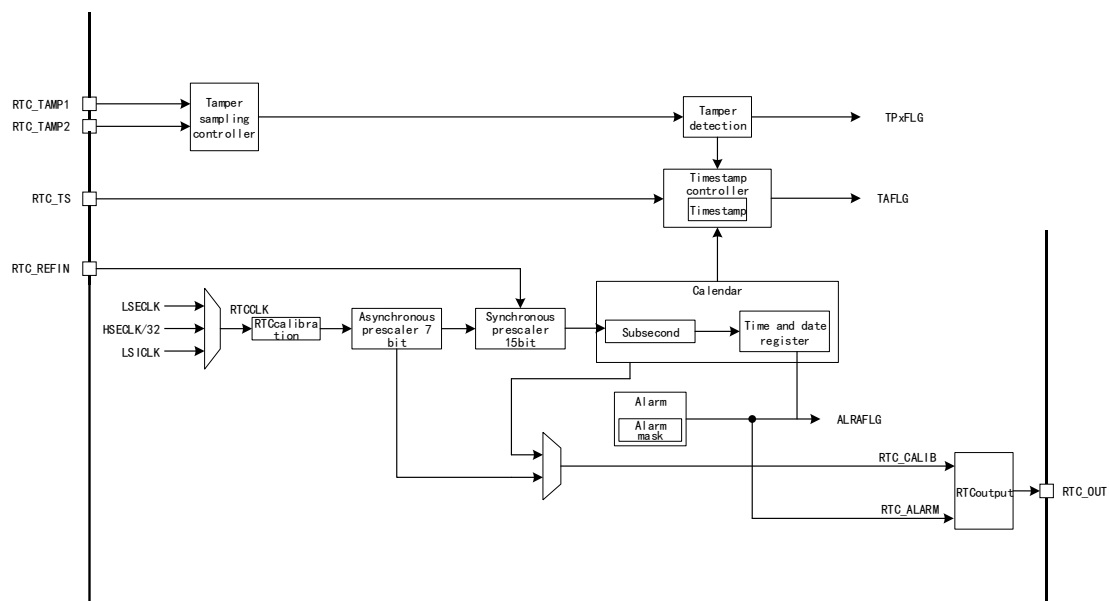 RTC_TAMP1
RTC_TAMP2
Tamper
sampling
controller
Tamper
detection
TPxFLG
RTC_TS
Timestamp
controller
Timestamp
TAFLG
RTC_REFIN
LSECLK
HSECLK/32
LSICLK
RTCCLK
RTCcalibra
tion
Asynchronous
prescaler 7
bit
Synchronous
prescaler
15bit
Calendar
Subsecond
Time and date
register
Alarm
Alarm
mask
ALRAFLG
RTC_CALIB
RTC_ALARM
RTCoutput
RTC_OUT